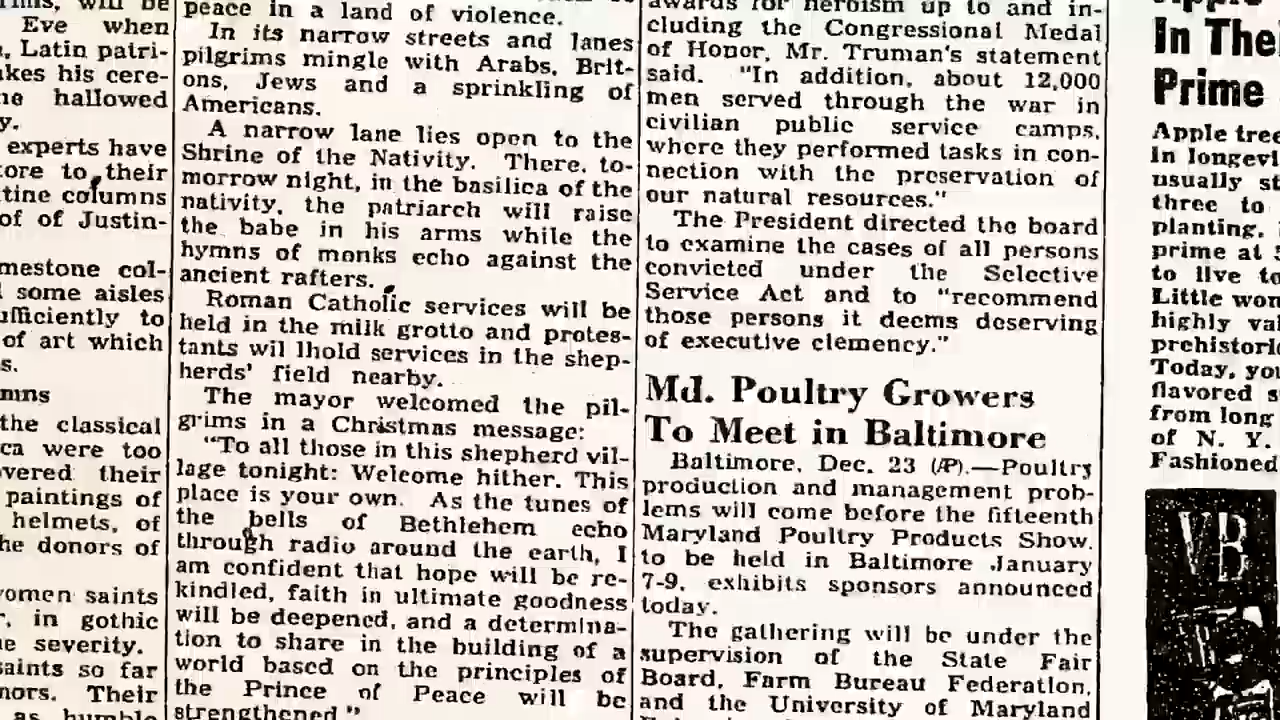 will be
Eve when
Latin patri-
akes his cere-
hallowed
y.
experts have
ore to their
tine columns
of of Justin-
mestone col-
some aisles
ufficiently to
of art which
s.
mns
the classical
ca were too
overed their
paintings of
helmets, of
he donors of
omen saints
in gothic
e severity.
saints so far
nors. Their
as humble
peace in a land of violence.
In its narrow streets and lanes
pilgrims mingle with Arabs, Brit-
ons, Jews and a sprinkling of
Americans.
A narrow lane lies open to the
Shrine of the Nativity. There, to-
morrow night, in the basilica of the
nativity, the patriarch will raise
the babe in his arms while the
hymns of monks echo against the
ancient rafters.
Roman Catholic services will be
held in the milk grotto and protes-
tants wil lhold services in the shep-
herds' field nearby.
The mayor welcomed the pil-
grims in a Christmas message:
"To all those in this shepherd vil-
lage tonight: Welcome hither. This
place is your own. As the tunes of
the bells of Bethlehem echo
through radio around the earth, I
am confident that hope will be re-
kindled, faith in ultimate goodness
will be deepened, and a determina-
tion to share in the building of a
world based on the principles of
the Prince of Peace will be
strengthened."
awards for heroism up to and in-
cluding the Congressional Medal
of Honor, Mr. Truman's statement
said. "In addition, about 12,000
men served through the war in
civilian public service camps,
where they performed tasks in con-
nection with the preservation of
our natural resources."
The President directed the board
to examine the cases of all persons
convicted under the Selective
Service Act and to "recommend
those persons it deems deserving
of executive clemency."
Md. Poultry Growers
To Meet in Baltimore
Baltimore, Dec. 23 (AP).—Poultry
production and management prob-
lems will come before the fifteenth
Maryland Poultry Products Show,
to be held in Baltimore January
7-9, exhibits sponsors announced
today.
The gathering will be under the
supervision of the State Fair
Board, Farm Bureau Federation,
and the University of Maryland
In Thei
Prime
Apple tree
in longevi
usually st
three to
planting,
prime at
to live to
Little won
highly val
prehistoric
Today, you
flavored s
from long
of N. Y.
Fashioned
VB